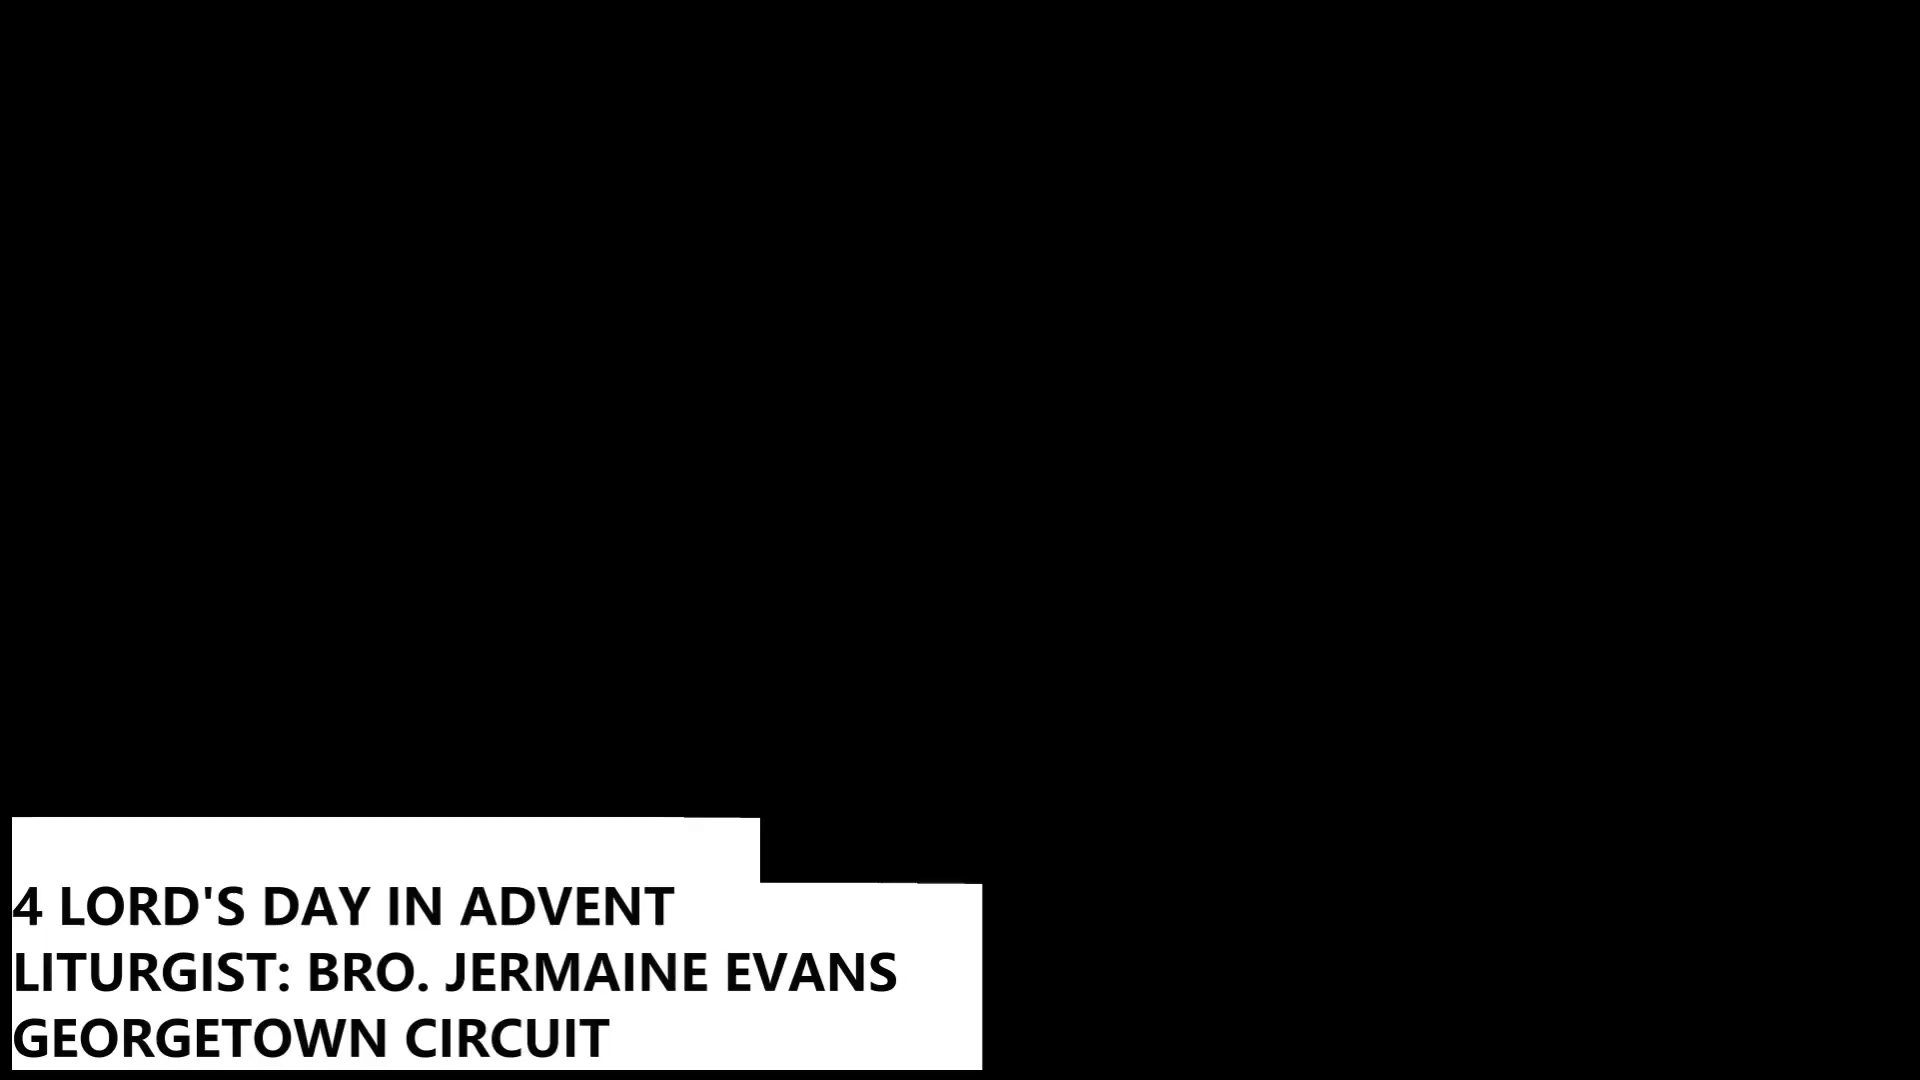 4 LORD'S DAY IN ADVENT
LITURGIST: BRO. JERMAINE EVANS
GEORGETOWN CIRCUIT